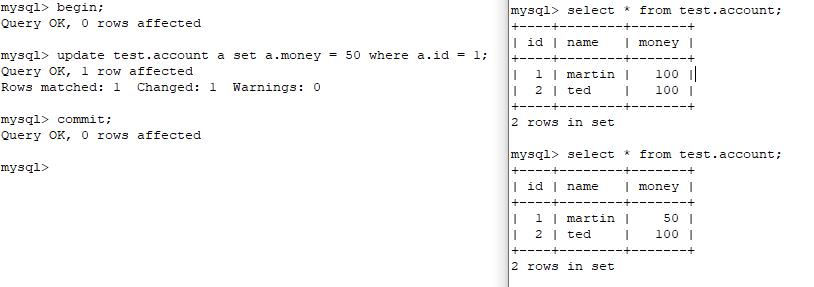 mysql> begin;
Query OK, 0 rows affected
mysql> update test.account a set a.money = 50 where a.id = 1;
Query OK, 1 row affected
Rows matched: 1  Changed: 1  Warnings: 0
mysql> commit;
Query OK, 0 rows affected
mysql>
mysql> select * from test.account;
+----+--------+-------+
| id | name   | money |
+----+--------+-------+
|  1 | martin |   100 |
|  2 | ted    |   100 |
+----+--------+-------+
2 rows in set
mysql> select * from test.account;
+----+--------+-------+
| id | name   | money |
+----+--------+-------+
|  1 | martin |    50 |
|  2 | ted    |   100 |
+----+--------+-------+
2 rows in set